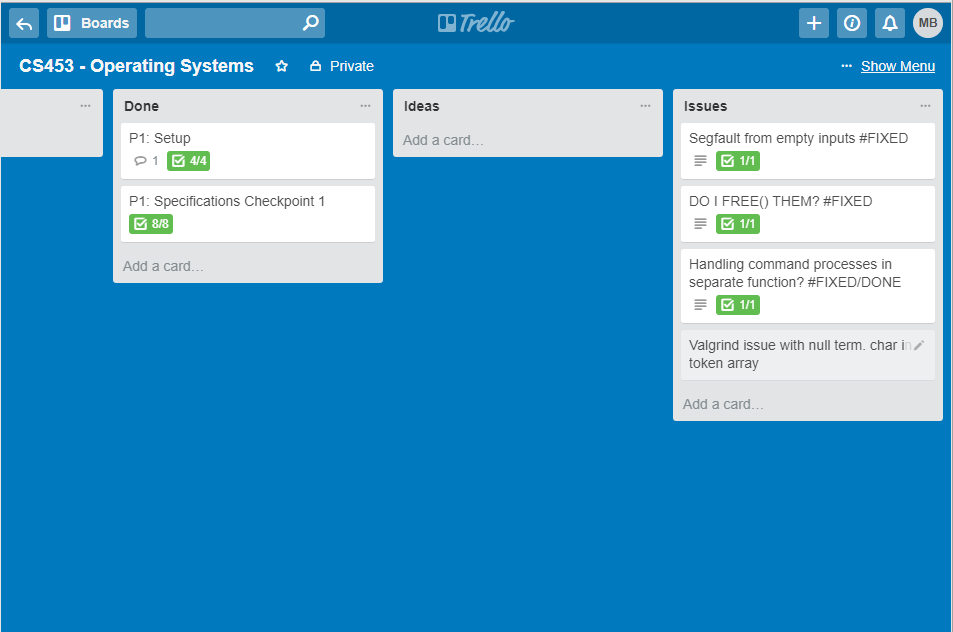 Boards
Trello
MB
CS453 - Operating Systems
Private
··· Show Menu
···
Done ···
P1: Setup
1 4/4
P1: Specifications Checkpoint 1
8/8
Add a card…
Ideas ···
Add a card…
Issues ···
Segfault from empty inputs #FIXED
1/1
DO I FREE() THEM? #FIXED
1/1
Handling command processes in
separate function? #FIXED/DONE
1/1
Valgrind issue with null term. char in
token array
Add a card…